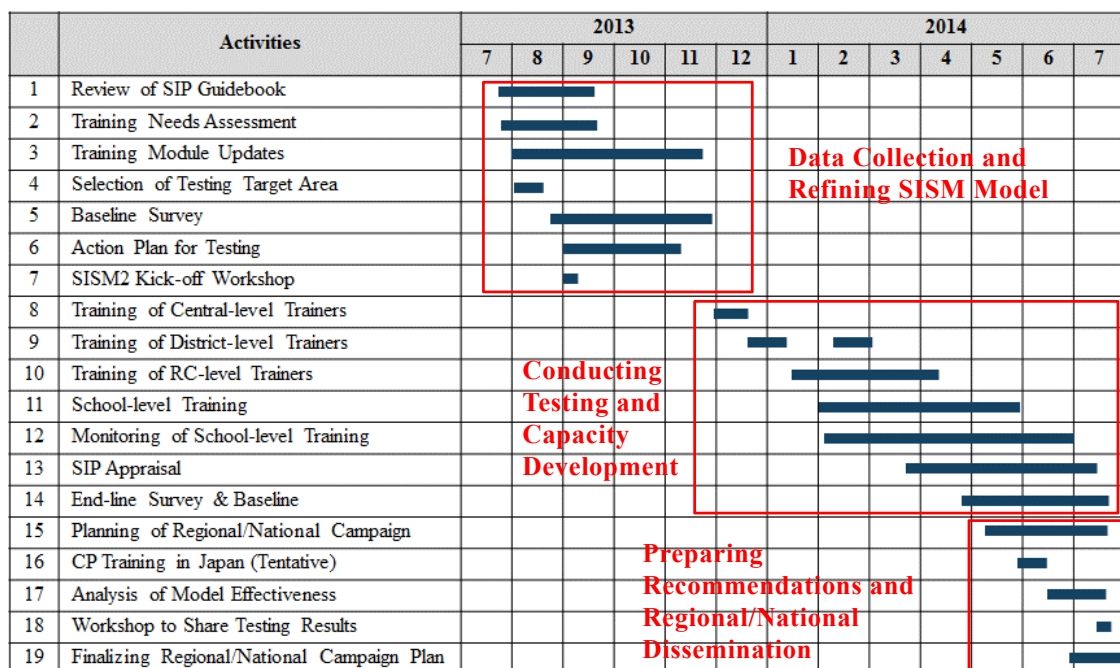 Activities
2013
2014
7 8 9 10 11 12 1 2 3 4 5 6 7
1 Review of SIP Guidebook
2 Training Needs Assessment
3 Training Module Updates
4 Selection of Testing Target Area
5 Baseline Survey
6 Action Plan for Testing
7 SISM2 Kick-off Workshop
Data Collection and
Refining SISM Model
8 Training of Central-level Trainers
9 Training of District-level Trainers
10 Training of RC-level Trainers
11 School-level Training
12 Monitoring of School-level Training
13 SIP Appraisal
14 End-line Survey & Baseline
Conducting
Testing and
Capacity
Development
15 Planning of Regional/National Campaign
16 CP Training in Japan (Tentative)
17 Analysis of Model Effectiveness
18 Workshop to Share Testing Results
19 Finalizing Regional/National Campaign Plan
Preparing
Recommendations and
Regional/National
Dissemination